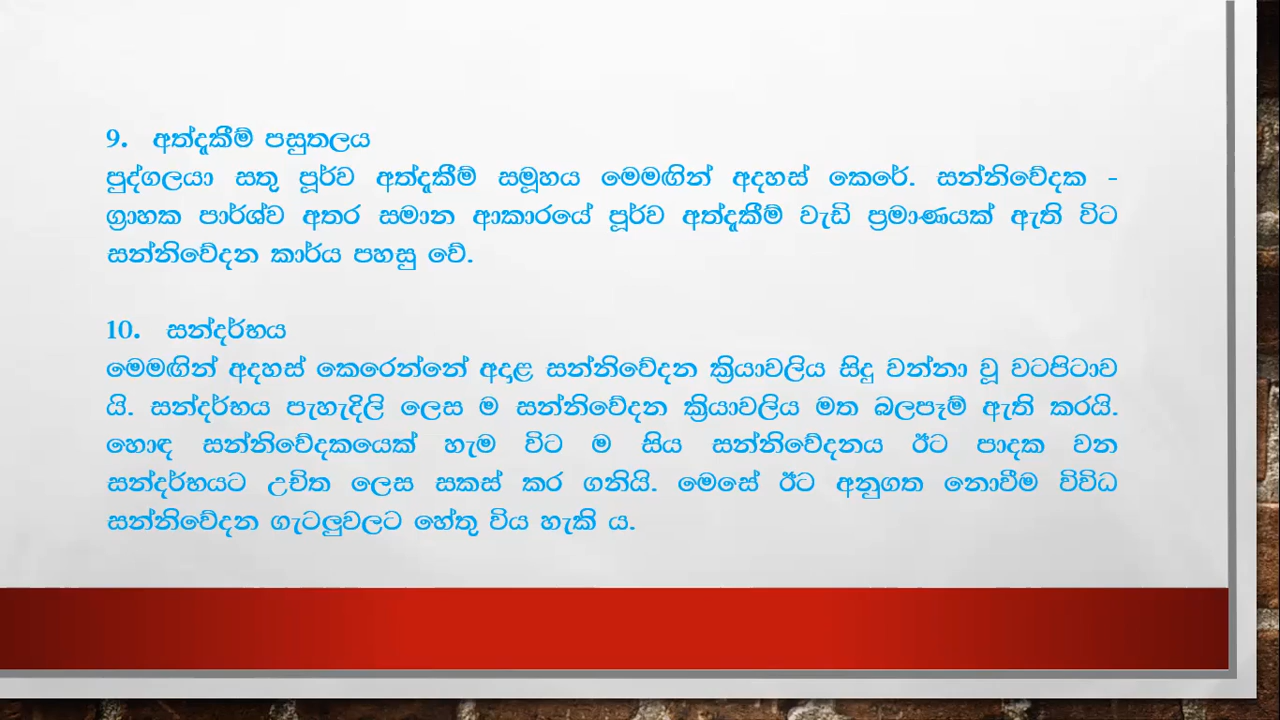 9. අත්දැකීම් පසුතලය
පුද්ගලයා සතු පූර්ව අත්දැකීම් සමූහය මෙමඟින් අදහස් කෙරේ. සන්නිවේදක -
ග්‍රාහක පාර්ශ්ව අතර සමාන ආකාරයේ පූර්ව අත්දැකීම් වැඩි ප්‍රමාණයක් ඇති විට
සන්නිවේදන කාර්ය පහසු වේ.
10. සන්දර්භය
මෙමඟින් අදහස් කෙරෙන්නේ අදාළ සන්නිවේදන ක්‍රියාවලිය සිදු වන්නා වූ වටපිටාව
යි. සන්දර්භය පැහැදිලි ලෙස ම සන්නිවේදන ක්‍රියාවලිය මත බලපෑම් ඇති කරයි.
හොඳ සන්නිවේදකයෙක් හැම විට ම සිය සන්නිවේදනය ඊට පාදක වන
සන්දර්භයට උචිත ලෙස සකස් කර ගනියි. මෙසේ ඊට අනුගත නොවීම විවිධ
සන්නිවේදන ගැටලුවලට හේතු විය හැකි ය.